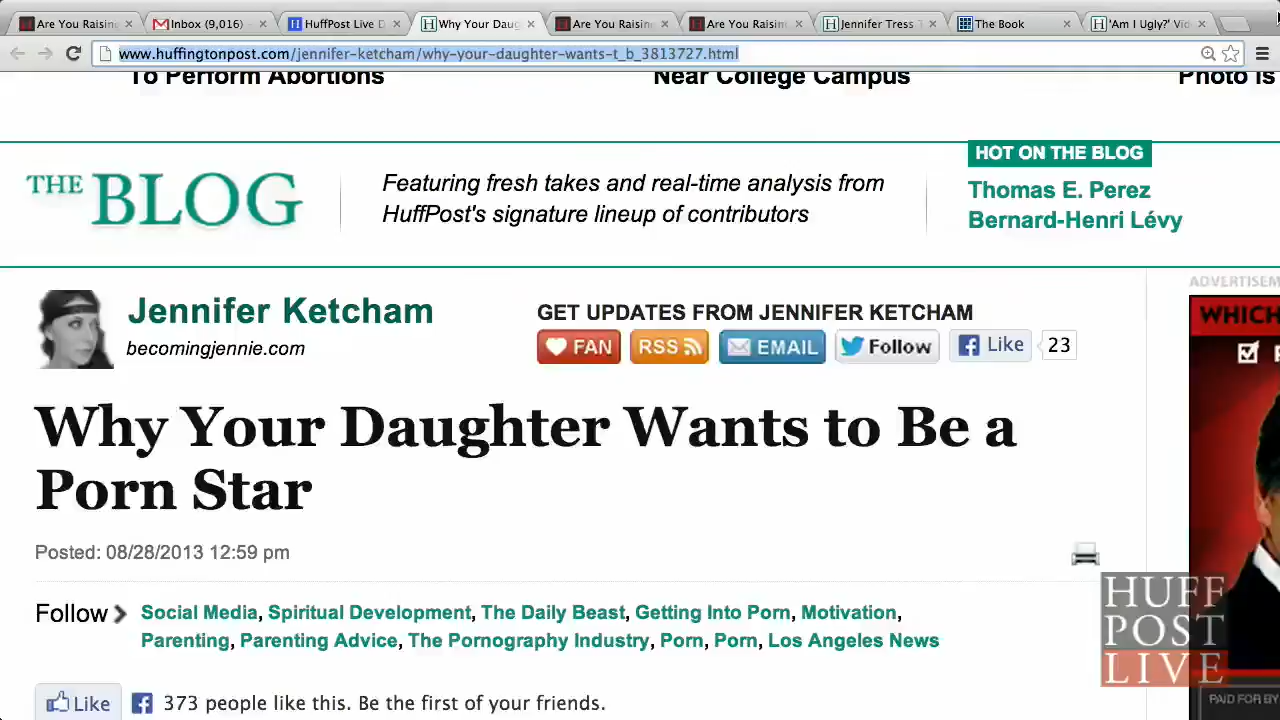 Are You Raising
Inbox (9,016)
HuffPost Live D
Why Your Daug
Are You Raisin
Are You Raisin
Jennifer Tress
The Book
'Am I Ugly?' Vid
www.huffingtonpost.com/jennifer-ketcham/why-your-daughter-wants-t_b_3813727.html
To Perform Abortions
Near College Campus
Photo Is
THE BLOG
Featuring fresh takes and real-time analysis from
HuffPost's signature lineup of contributors
HOT ON THE BLOG
Thomas E. Perez
Bernard-Henri Lévy
ADVERTISEM
WHICH
Jennifer Ketcham
becomingjennie.com
GET UPDATES FROM JENNIFER KETCHAM
FAN
RSS
EMAIL
Follow
Like
23
Why Your Daughter Wants to Be a
Porn Star
Posted: 08/28/2013 12:59 pm
Follow
Social Media, Spiritual Development, The Daily Beast, Getting Into Porn, Motivation,
Parenting, Parenting Advice, The Pornography Industry, Porn, Porn, Los Angeles News
Like
373 people like this. Be the first of your friends.
HUFF
POST
LIVE
PAID FOR BY